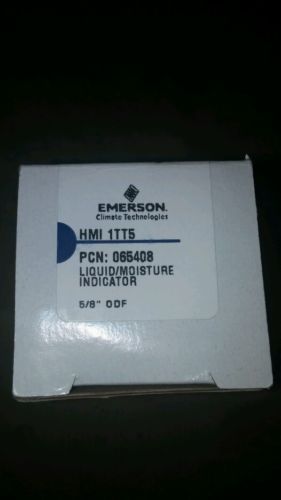 EMERSON.
Climate Technologies
HMI 1TT5
PCN: 065408
LIQUID/MOISTURE
INDICATOR
5/8" ODF